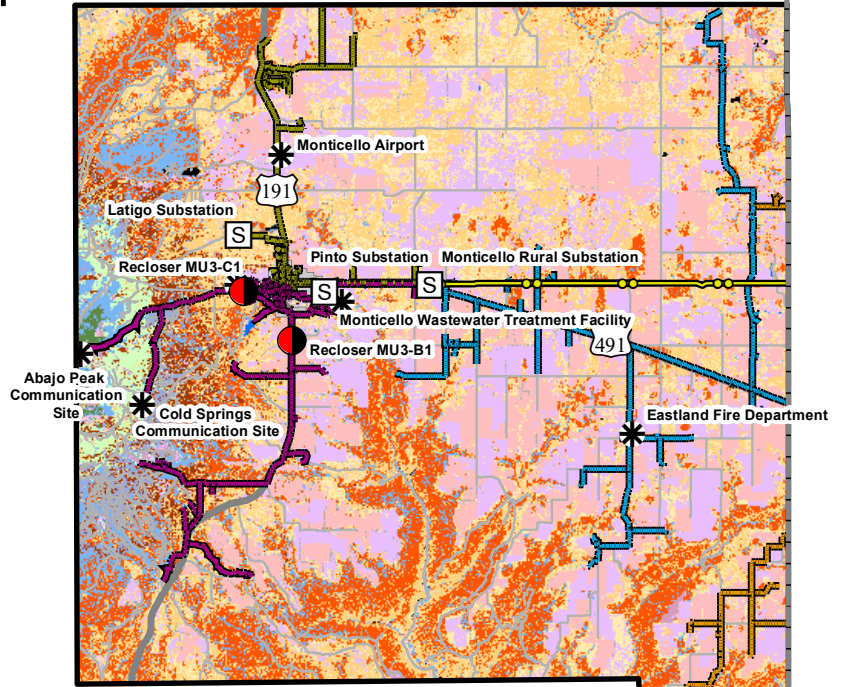 Monticello Airport
191
Latigo Substation
S
Pinto Substation
Monticello Rural Substation
Recloser MU3-C1
S
S
Monticello Wastewater Treatment Facility
491
Recloser MU3-B1
Abajo Peak
Communication
Site
Cold Springs
Communication Site
Eastland Fire Department